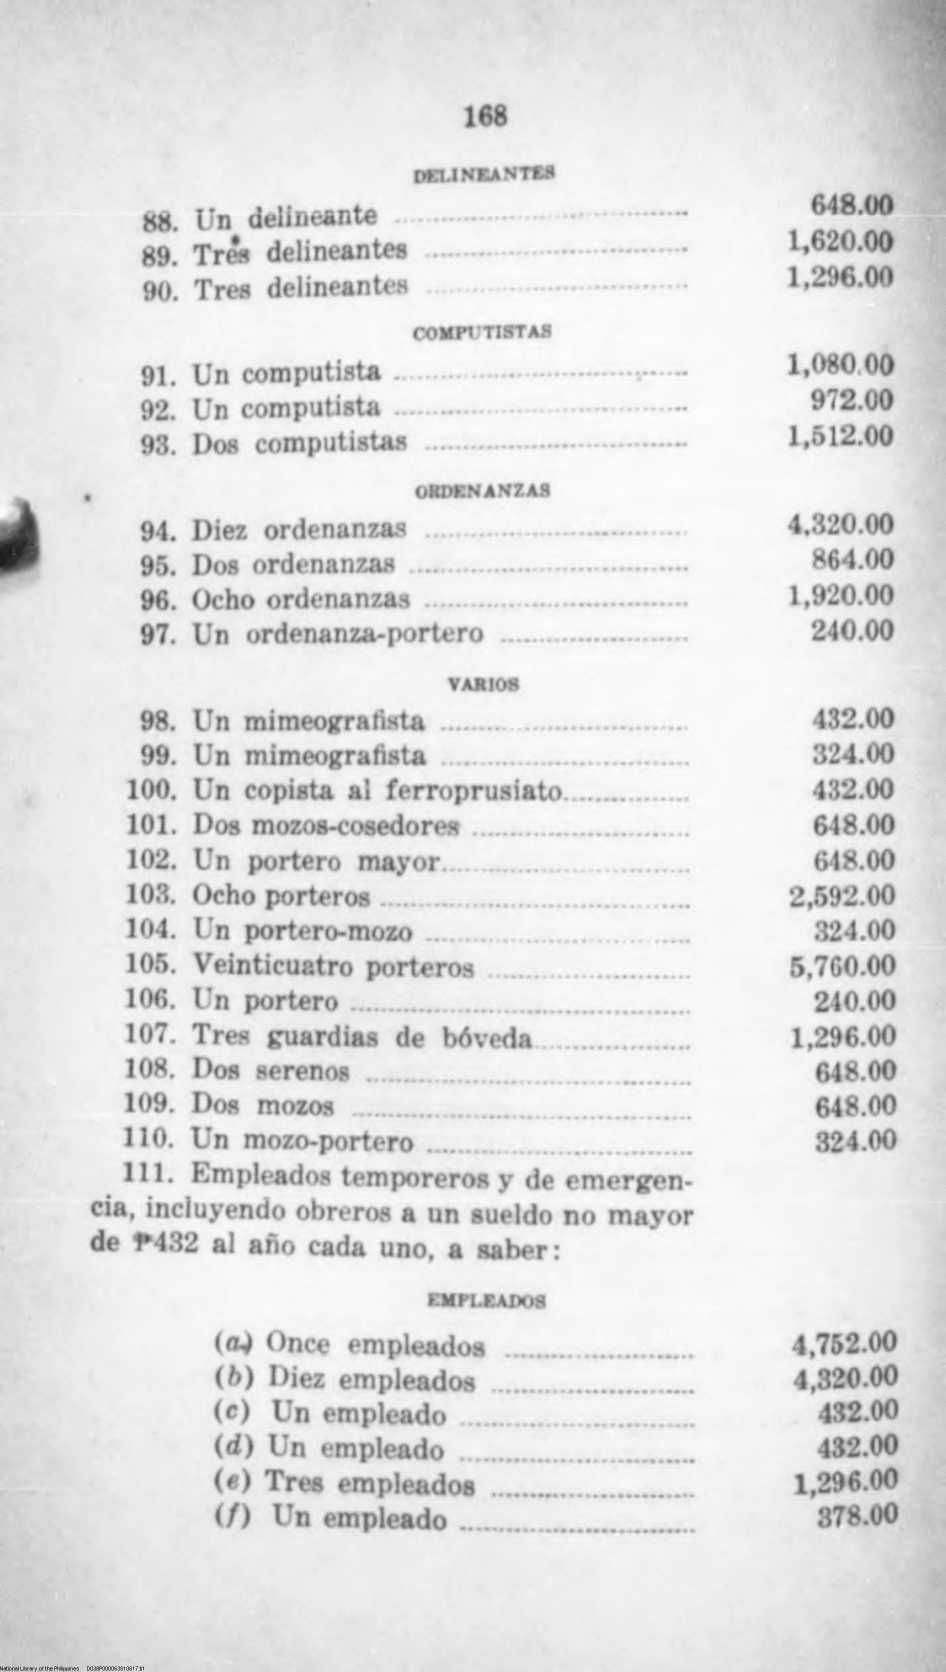 168
DELINEANTES
88. Un delineante 648.00
89. Tres delineantes 1,620.00
90. Tres delineantes 1,296.00
COMPUTISTAS
91. Un computista 1,080.00
92. Un computista 972.00
93. Dos computistas 1,512.00
ORDENANZAS
94. Diez ordenanzas 4,320.00
95. Dos ordenanzas 864.00
96. Ocho ordenanzas 1,920.00
97. Un ordenanza-portero 240.00
VARIOS
98. Un mimeografista 432.00
99. Un mimeografista 324.00
100. Un copista al ferroprusiato 432.00
101. Dos mozos-cosedores 648.00
102. Un portero mayor 648.00
103. Ocho porteros 2,592.00
104. Un portero-mozo 324.00
105. Veinticuatro porteros 5,760.00
106. Un portero 240.00
107. Tres guardias de bóveda 1,296.00
108. Dos serenos 648.00
109. Dos mozos 648.00
110. Un mozo-portero 324.00
111. Empleados temporeros y de emergen-
cia, incluyendo obreros a un sueldo no mayor
de ₱432 al año cada uno, a saber:
EMPLEADOS
(a) Once empleados 4,752.00
(b) Diez empleados 4,320.00
(c) Un empleado 432.00
(d) Un empleado 432.00
(e) Tres empleados 1,296.00
(f) Un empleado 378.00
National Library of the Philippines